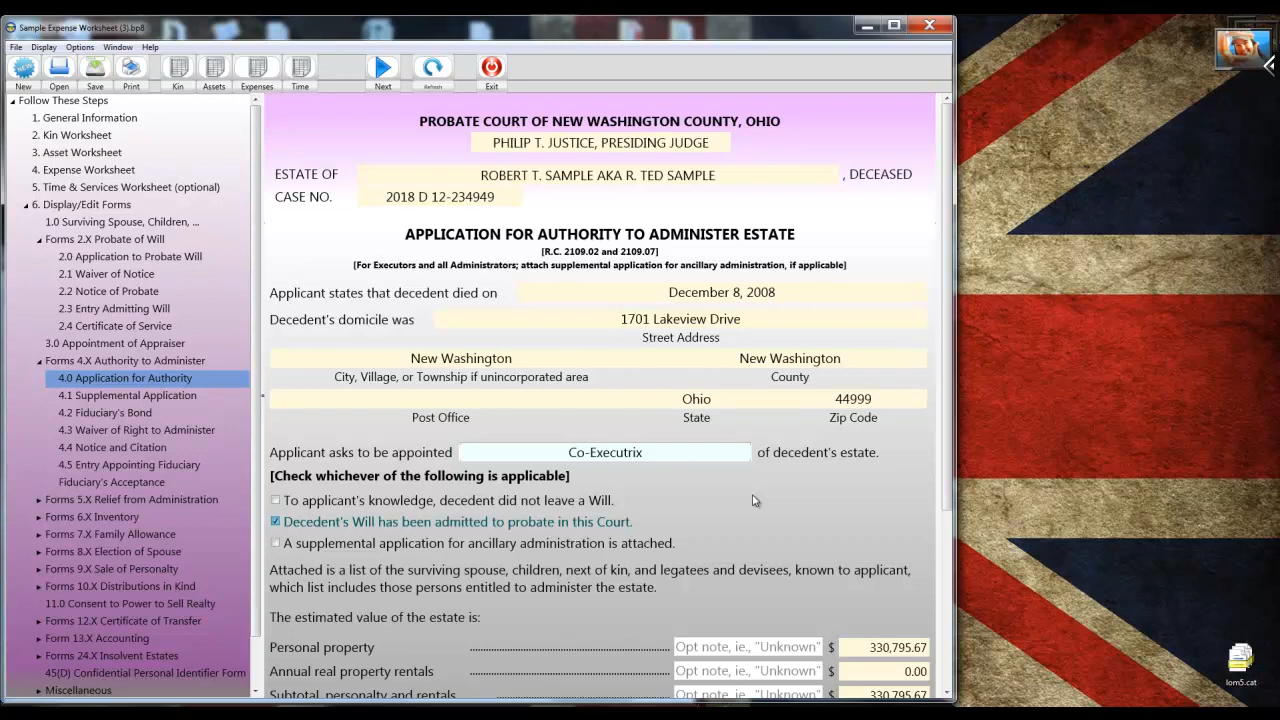 Sample Expense Worksheet (3).bp8
File Display Options Window Help
New Open Save Print Kin Assets Expenses Time Next Refresh Exit
Follow These Steps
1. General Information
2. Kin Worksheet
3. Asset Worksheet
4. Expense Worksheet
5. Time & Services Worksheet (optional)
6. Display/Edit Forms
1.0 Surviving Spouse, Children, ...
Forms 2.X Probate of Will
2.0 Application to Probate Will
2.1 Waiver of Notice
2.2 Notice of Probate
2.3 Entry Admitting Will
2.4 Certificate of Service
3.0 Appointment of Appraiser
Forms 4.X Authority to Administer
4.0 Application for Authority
4.1 Supplemental Application
4.2 Fiduciary's Bond
4.3 Waiver of Right to Administer
4.4 Notice and Citation
4.5 Entry Appointing Fiduciary
Fiduciary's Acceptance
Forms 5.X Relief from Administration
Forms 6.X Inventory
Forms 7.X Family Allowance
Forms 8.X Election of Spouse
Forms 9.X Sale of Personalty
Forms 10.X Distributions in Kind
11.0 Consent to Power to Sell Realty
Forms 12.X Certificate of Transfer
Form 13.X Accounting
Forms 24.X Insolvent Estates
45(D) Confidential Personal Identifier Form
Miscellaneous
PROBATE COURT OF NEW WASHINGTON COUNTY, OHIO
PHILIP T. JUSTICE, PRESIDING JUDGE
ESTATE OF ROBERT T. SAMPLE AKA R. TED SAMPLE , DECEASED
CASE NO. 2018 D 12-234949
APPLICATION FOR AUTHORITY TO ADMINISTER ESTATE
[R.C. 2109.02 and 2109.07]
[For Executors and all Administrators; attach supplemental application for ancillary administration, if applicable]
Applicant states that decedent died on December 8, 2008
Decedent's domicile was 1701 Lakeview Drive
Street Address
New Washington New Washington
City, Village, or Township if unincorporated area County
Ohio 44999
Post Office State Zip Code
Applicant asks to be appointed Co-Executrix of decedent's estate.
[Check whichever of the following is applicable]
To applicant's knowledge, decedent did not leave a Will.
Decedent's Will has been admitted to probate in this Court.
A supplemental application for ancillary administration is attached.
Attached is a list of the surviving spouse, children, next of kin, and legatees and devisees, known to applicant,
which list includes those persons entitled to administer the estate.
The estimated value of the estate is:
Personal property ........................................ Opt note, ie., "Unknown" $ 330,795.67
Annual real property rentals ........................................ Opt note, ie., "Unknown" $ 0.00
Subtotal, personalty and rentals ........................................ Opt note, ie., "Unknown" $ 330,795.67
lom5.cat